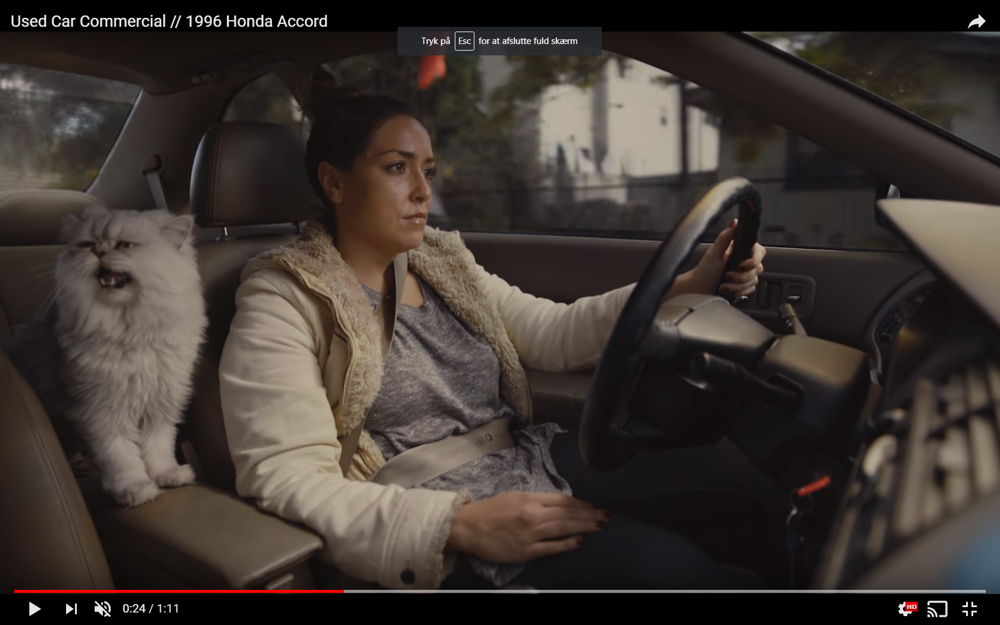 Used Car Commercial // 1996 Honda Accord
Tryk på Esc for at afslutte fuld skærm
0:24 / 1:11
HD